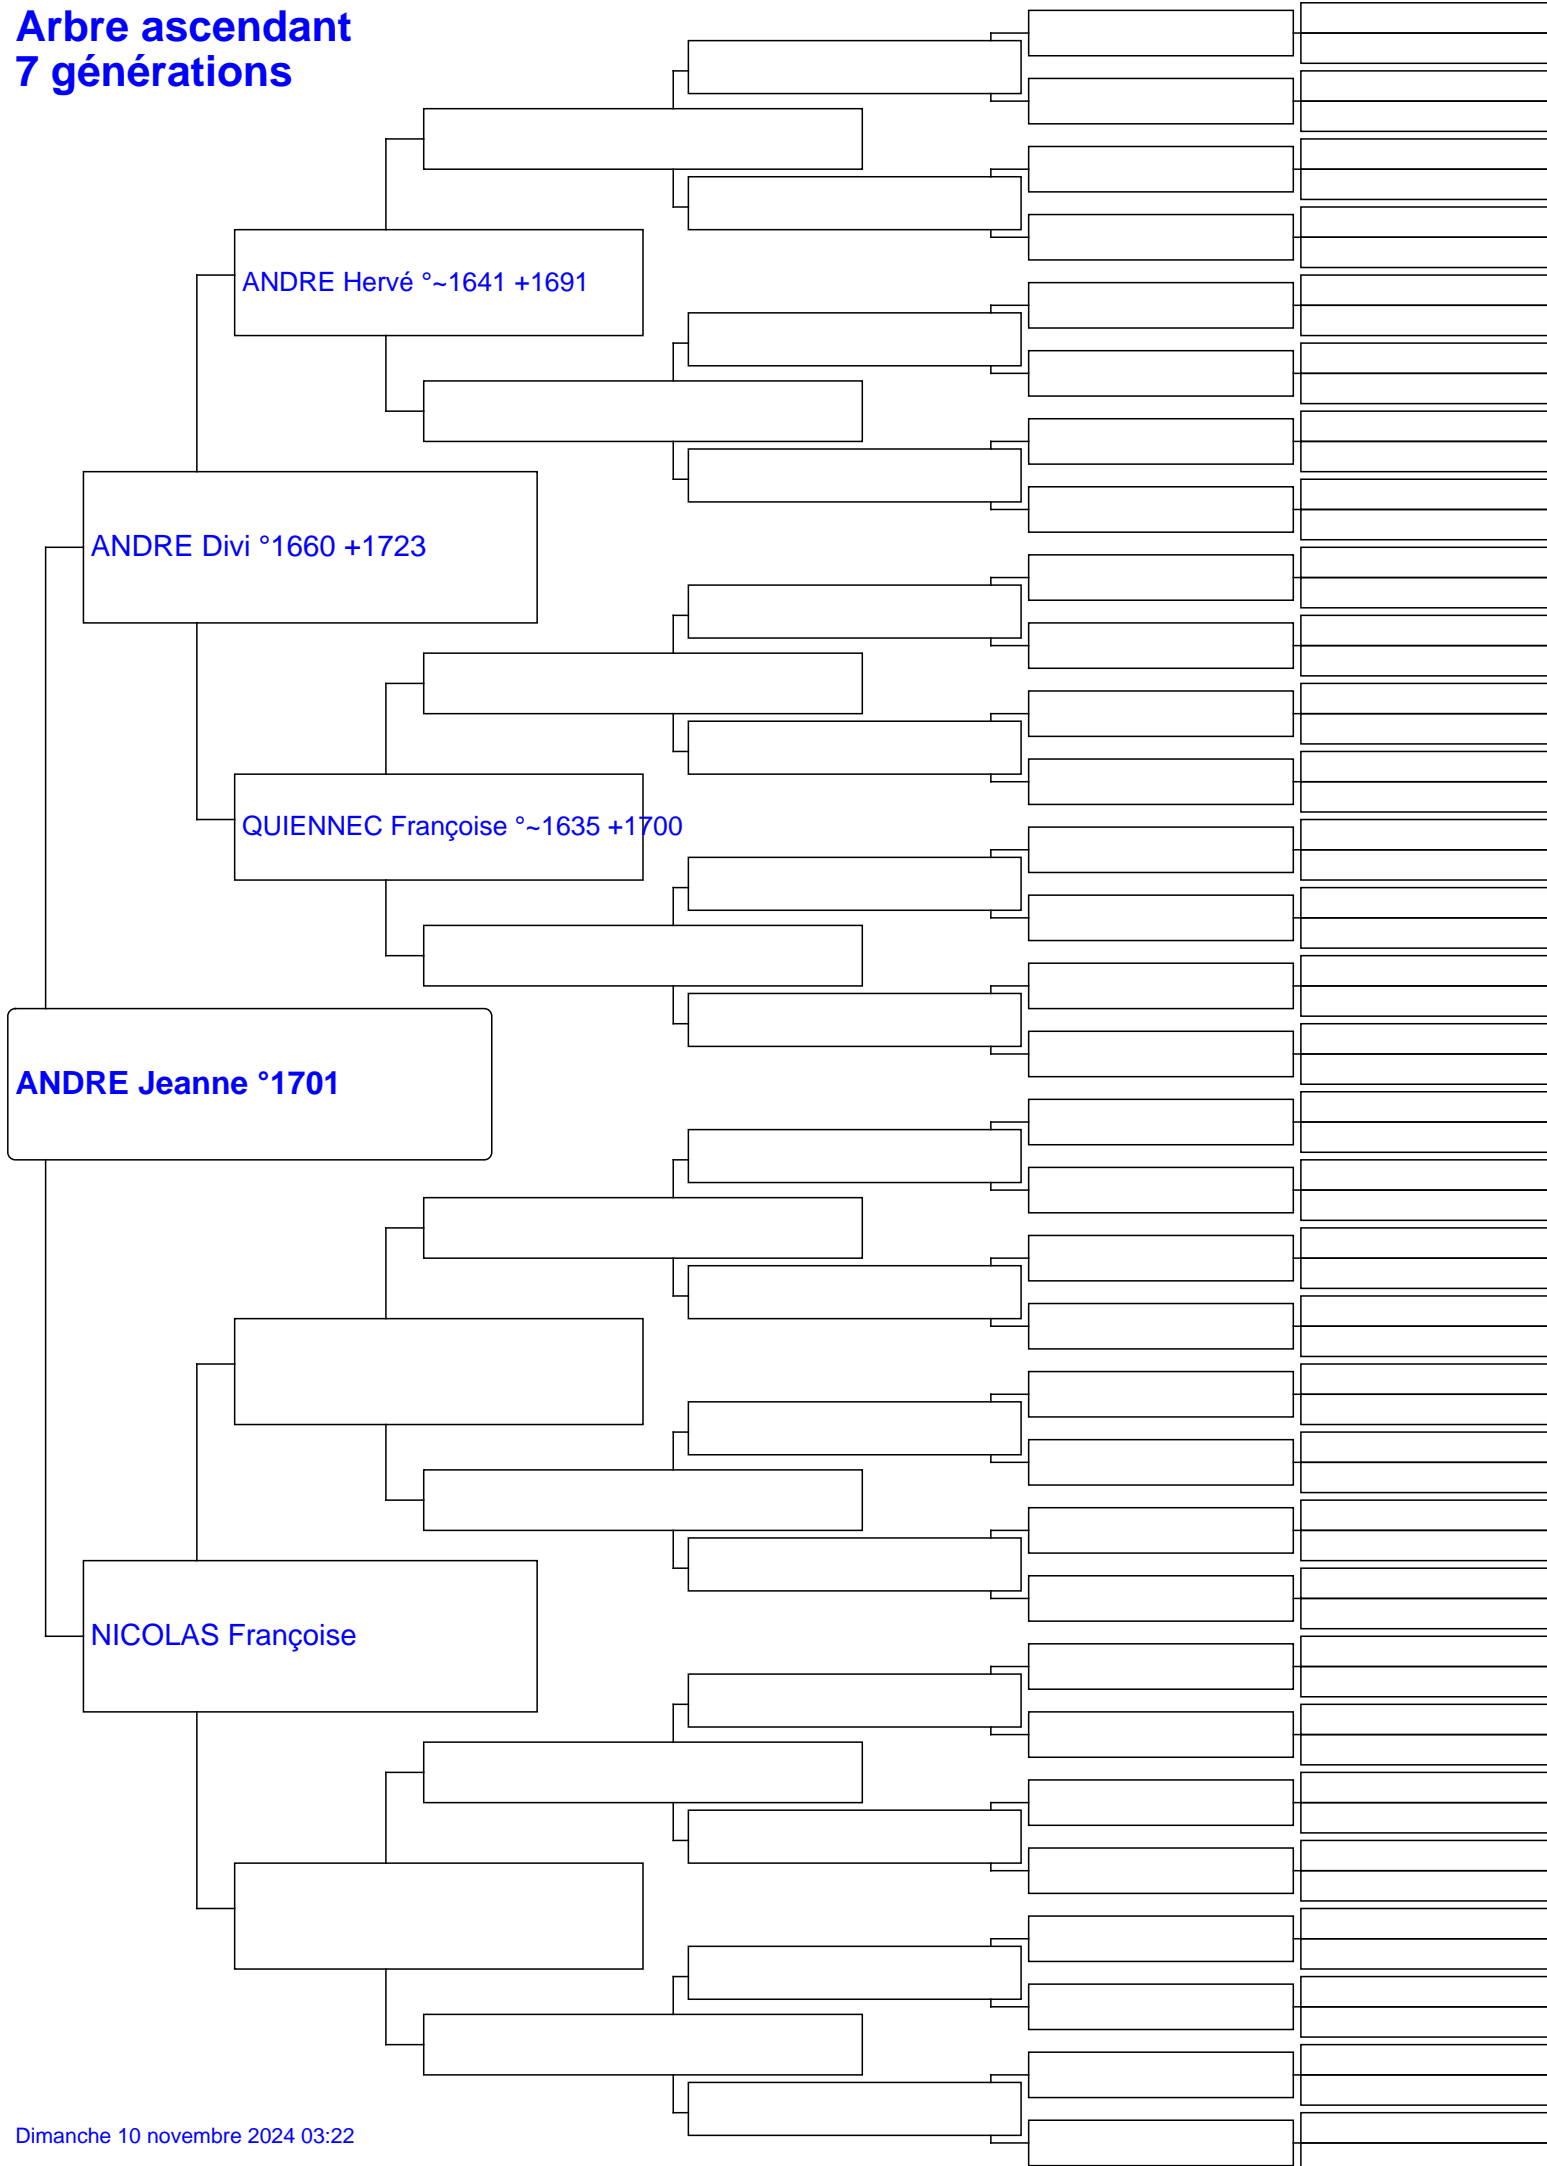 Arbre ascendant
7 générations
ANDRE Hervé °~1641 +1691
ANDRE Divi °1660 +1723
QUIENNEC Françoise °~1635 +1700
ANDRE Jeanne °1701
NICOLAS Françoise
Dimanche 10 novembre 2024 03:22